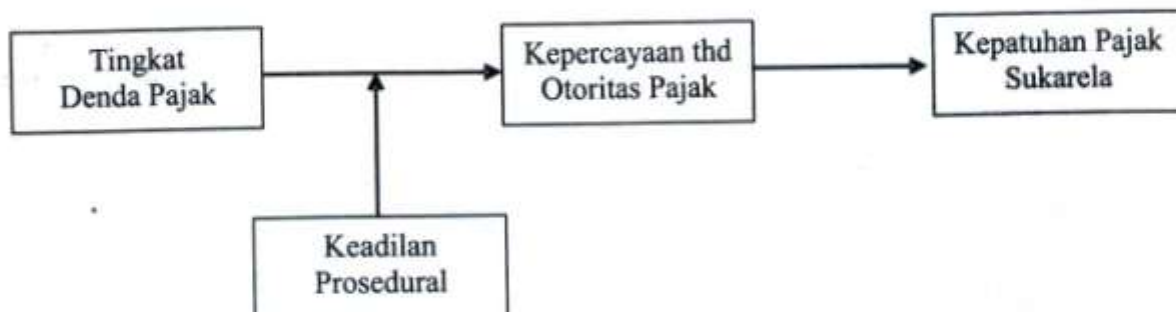 Tingkat
Denda Pajak
Kepercayaan thd
Otoritas Pajak
Kepatuhan Pajak
Sukarela
Keadilan
Prosedural